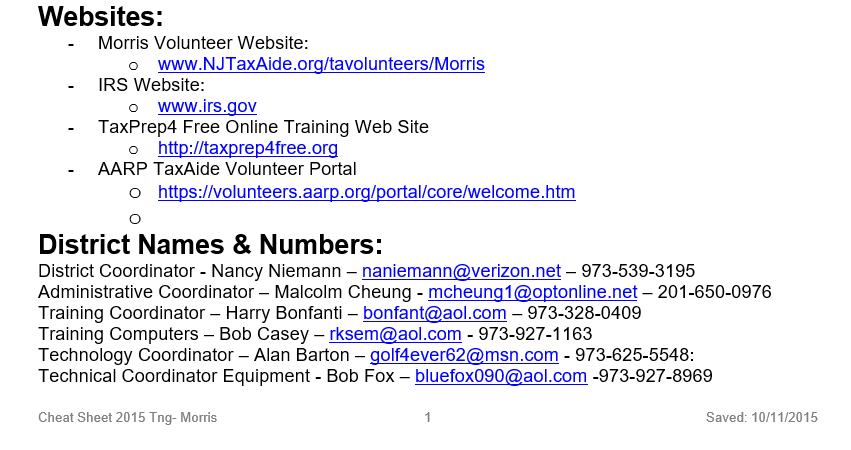 Websites:
- Morris Volunteer Website:
o www.NJTaxAide.org/tavolunteers/Morris
- IRS Website:
o www.irs.gov
- TaxPrep4 Free Online Training Web Site
o http://taxprep4free.org
- AARP TaxAide Volunteer Portal
o https://volunteers.aarp.org/portal/core/welcome.htm
o
District Names & Numbers:
District Coordinator - Nancy Niemann – naniemann@verizon.net – 973-539-3195
Administrative Coordinator – Malcolm Cheung - mcheung1@optonline.net – 201-650-0976
Training Coordinator – Harry Bonfanti – bonfant@aol.com – 973-328-0409
Training Computers – Bob Casey – rksem@aol.com - 973-927-1163
Technology Coordinator – Alan Barton – golf4ever62@msn.com - 973-625-5548:
Technical Coordinator Equipment - Bob Fox – bluefox090@aol.com -973-927-8969
Cheat Sheet 2015 Tng- Morris 1 Saved: 10/11/2015